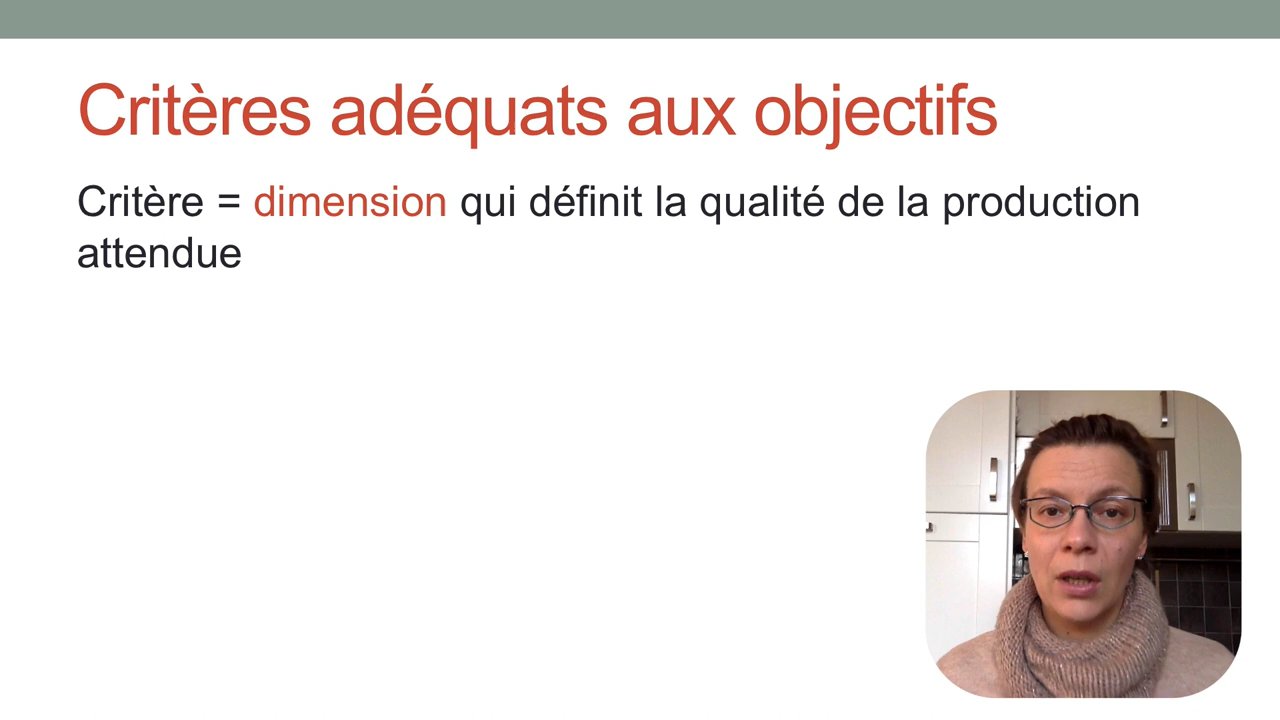 Critères adéquats aux objectifs
Critère = dimension qui définit la qualité de la production
attendue